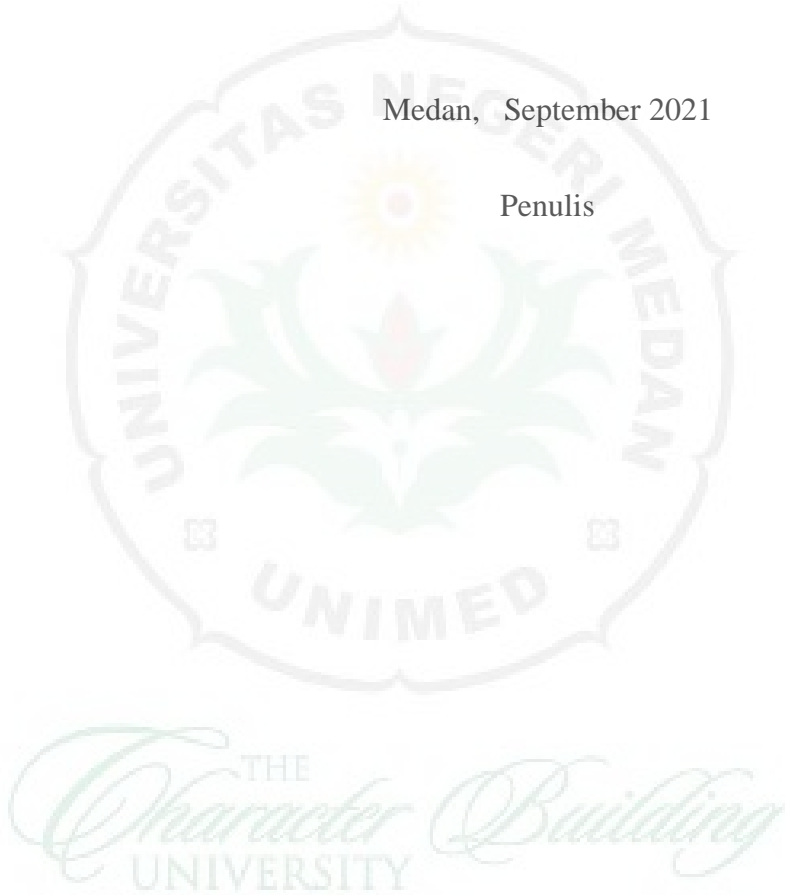 Medan, September 2021
Penulis
UNIVERSITAS NEGERI MEDAN
UNIMED
THE
Character Building
UNIVERSITY